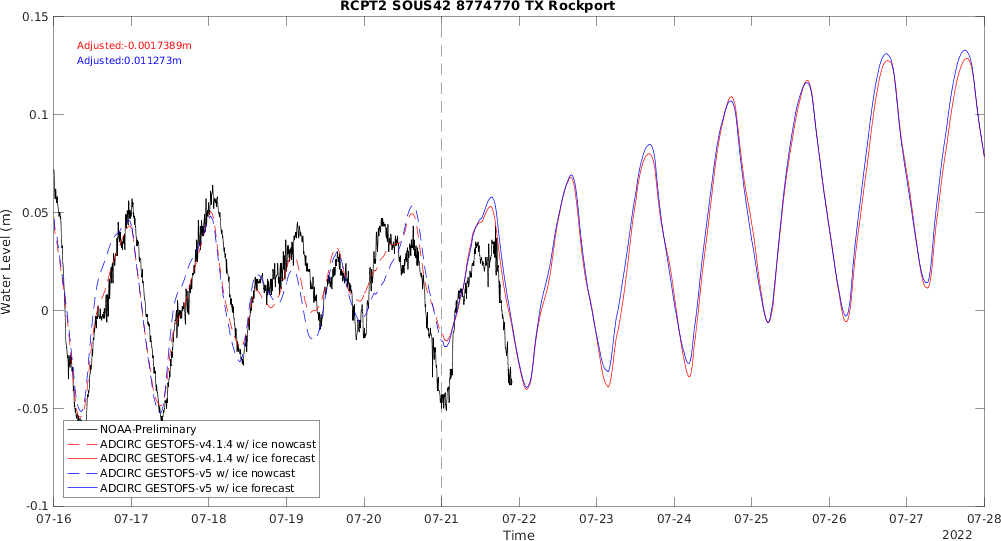 RCPT2 SOUS42 8774770 TX Rockport
0.15
Adjusted:-0.0017389m
Adjusted:0.011273m
0.1
0.05
Water Level (m)
0
-0.05
NOAA-Preliminary
ADCIRC GESTOFS-v4.1.4 w/ ice nowcast
ADCIRC GESTOFS-v4.1.4 w/ ice forecast
ADCIRC GESTOFS-v5 w/ ice nowcast
ADCIRC GESTOFS-v5 w/ ice forecast
-0.1
07-16 07-17 07-18 07-19 07-20 07-21 07-22 07-23 07-24 07-25 07-26 07-27 07-28
Time
2022